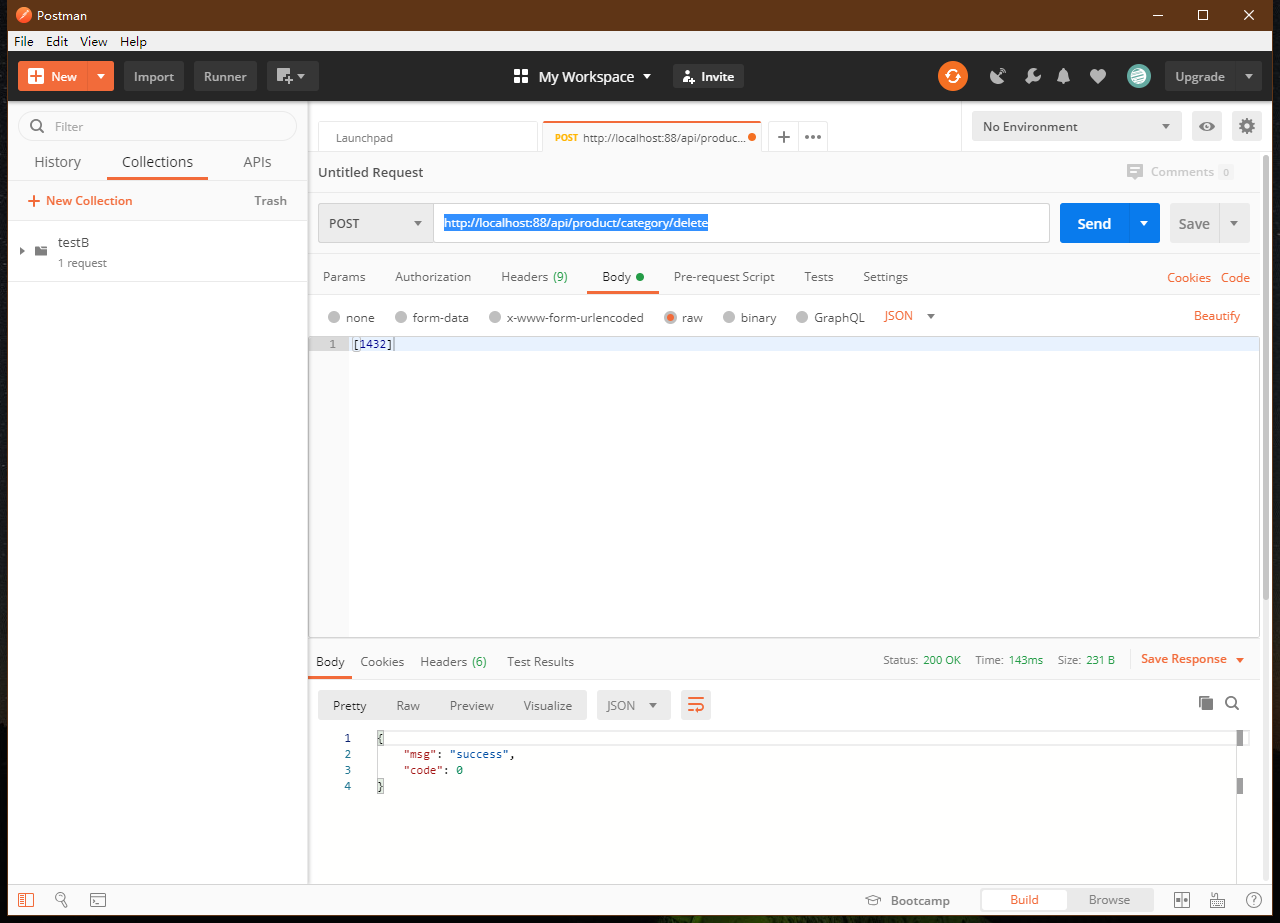 Postman
File Edit View Help
New Import Runner My Workspace Invite Upgrade
Filter
History Collections APIs
New Collection Trash
testB
1 request
Launchpad POST http://localhost:88/api/produc... No Environment
Untitled Request Comments 0
POST http://localhost:88/api/product/category/delete Send Save
Params Authorization Headers (9) Body Pre-request Script Tests Settings Cookies Code
none form-data x-www-form-urlencoded raw binary GraphQL JSON Beautify
1 [1432]
Body Cookies Headers (6) Test Results Status: 200 OK Time: 143ms Size: 231 B Save Response
Pretty Raw Preview Visualize JSON
1 {
2 "msg": "success",
3 "code": 0
4 }
Bootcamp Build Browse